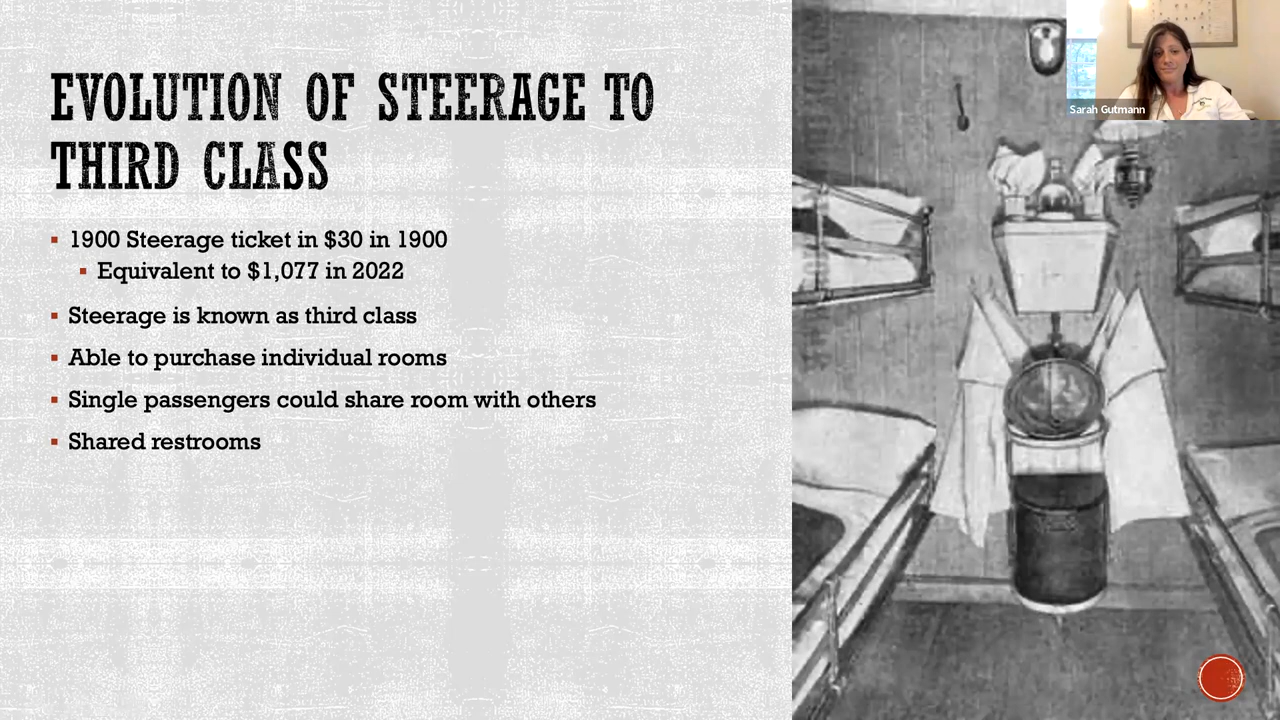 EVOLUTION OF STEERAGE TO
THIRD CLASS
1900 Steerage ticket in $30 in 1900
Equivalent to $1,077 in 2022
Steerage is known as third class
Able to purchase individual rooms
Single passengers could share room with others
Shared restrooms
Sarah Gutmann